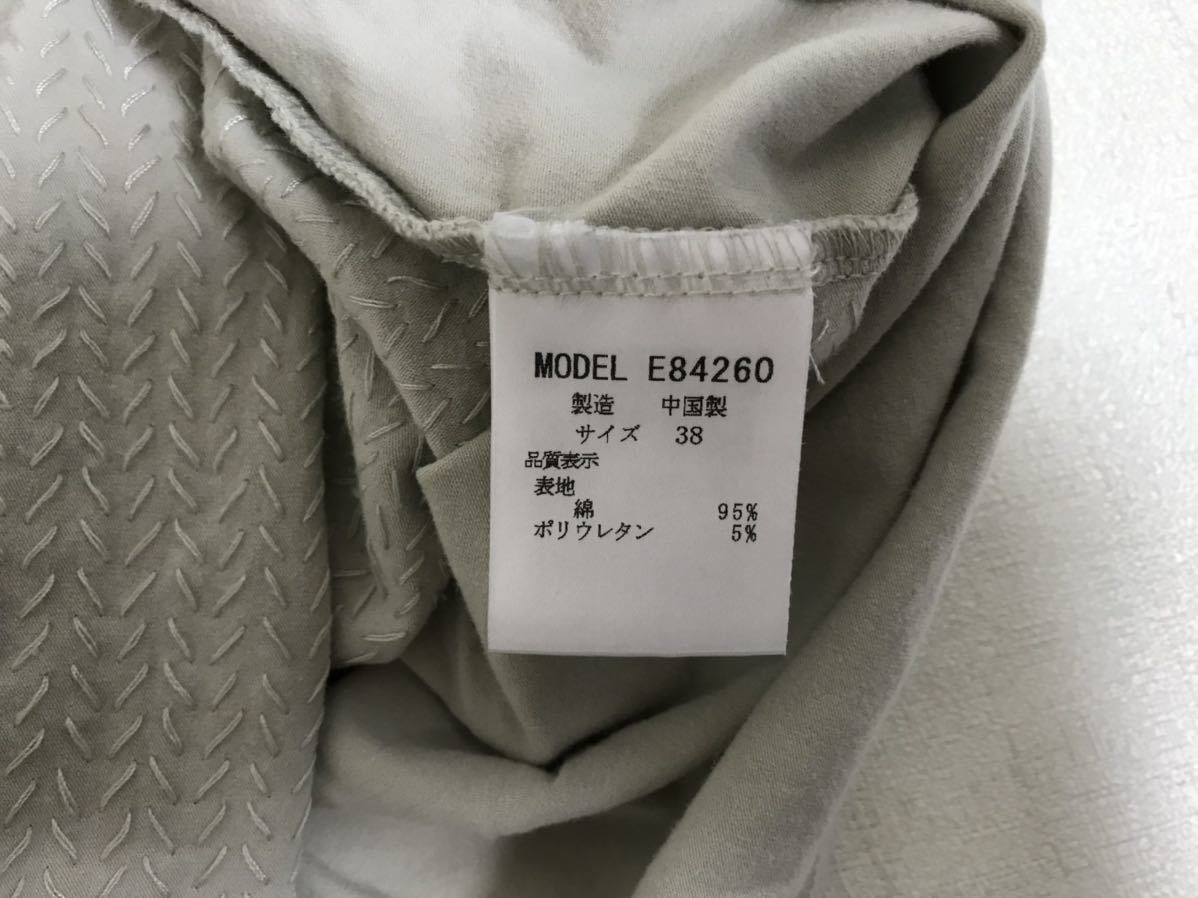 MODEL E84260
製造 中国製
サイズ 38
品質表示
表地
綿 95%
ポリウレタン 5%